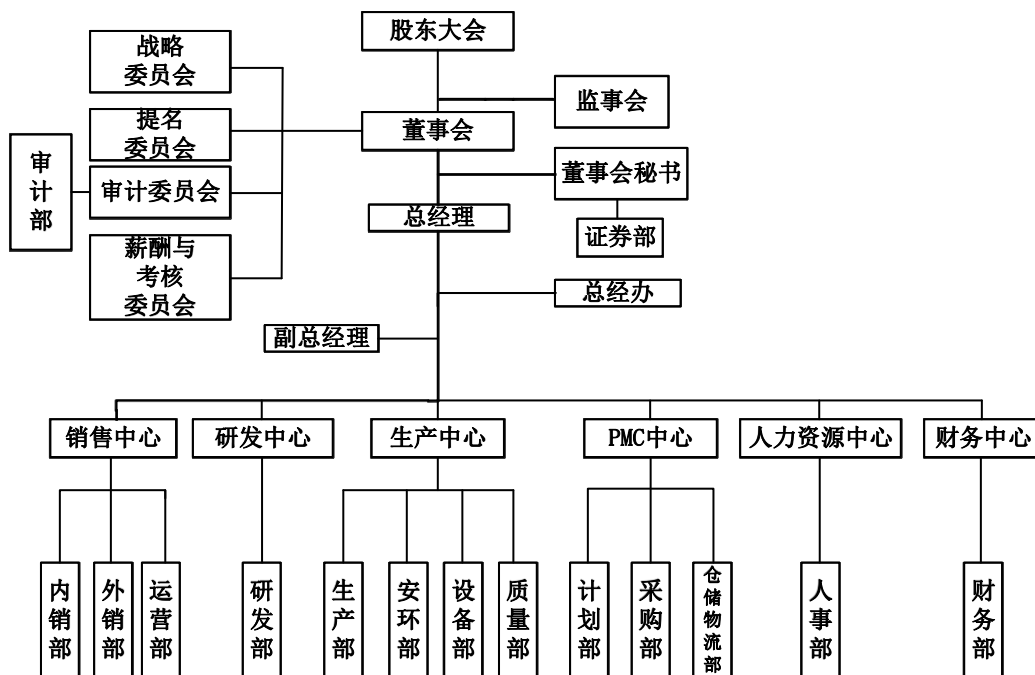 股东大会
战略
委员会
监事会
提名
委员会
董事会
审计部
审计委员会
董事会秘书
总经理
证券部
薪酬与
考核
委员会
总经办
副总经理
销售中心
研发中心
生产中心
PMC中心
人力资源中心
财务中心
内销部
外销部
运营部
研发部
生产部
安环部
设备部
质量部
计划部
采购部
仓储物流部
人事部
财务部